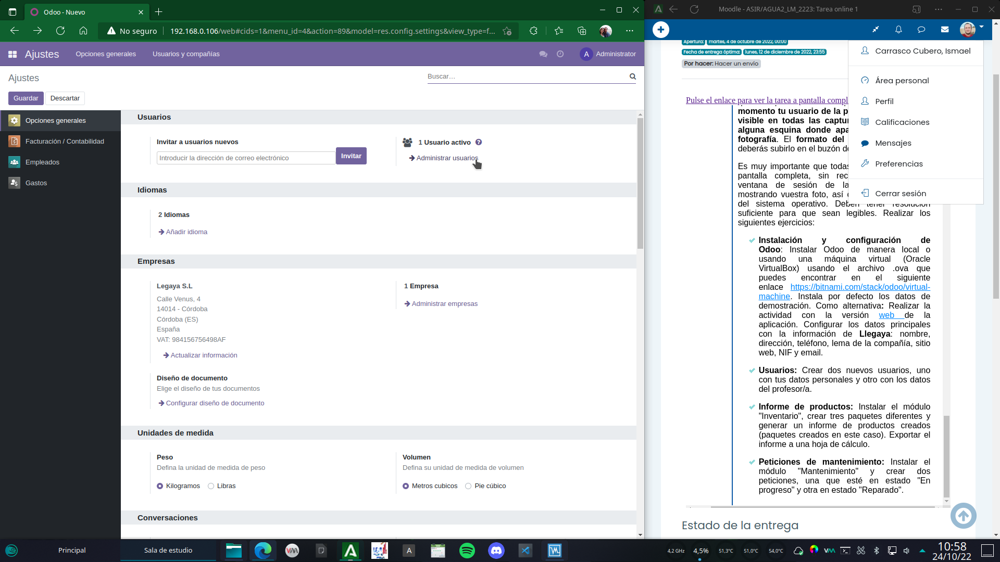 Odoo - Nuevo
No seguro
192.168.0.106/web#cids=1&menu_id=4&action=89&model=res.config.settings&view_type=f...
Ajustes
Opciones generales
Usuarios y compañías
A
Administrator
Ajustes
Buscar...
Guardar
Descartar
Opciones generales
Facturación / Contabilidad
Empleados
Gastos
Usuarios
Invitar a usuarios nuevos
Introducir la dirección de correo electrónico
Invitar
1 Usuario activo
Administrar usuarios
Idiomas
2 Idiomas
Añadir idioma
Empresas
Legaya S.L
Calle Venus, 4
14014 - Córdoba
Córdoba (ES)
España
VAT: 984156756498AF
Actualizar información
1 Empresa
Administrar empresas
Diseño de documento
Elige el diseño de tus documentos
Configurar diseño de documento
Unidades de medida
Peso
Defina la unidad de medida de peso
Kilogramos
Libras
Volumen
Defina su unidad de medida de volumen
Metros cubicos
Pie cúbico
Conversaciones
Moodle - ASIR/AGUA2_LM_2223: Tarea online 1
Apertura: martes, 4 de octubre de 2022, 00:00
Fecha de entrega óptima: lunes, 12 de diciembre de 2022, 23:55
Por hacer: Hacer un envío
Pulse el enlace para ver la tarea a pantalla compl
momento tu usuario de la p
visible en todas las captur
alguna esquina donde apa
fotografía. El formato del
deberás subirlo en el buzón de
Es muy importante que todas
pantalla completa, sin rec
ventana de sesión de la
mostrando vuestra foto, así
del sistema operativo. Deben tener resolución
suficiente para que sean legibles. Realizar los
siguientes ejercicios:
Instalación y configuración de
Odoo: Instalar Odoo de manera local o
usando una máquina virtual (Oracle
VirtualBox) usando el archivo .ova que
puedes encontrar en el siguiente
enlace https://bitnami.com/stack/odoo/virtual-
machine. Instala por defecto los datos de
demostración. Como alternativa: Realizar la
actividad con la versión web de la
aplicación. Configurar los datos principales
con la información de Llegaya: nombre,
dirección, teléfono, lema de la compañía, sitio
web, NIF y email.
Usuarios: Crear dos nuevos usuarios, uno
con tus datos personales y otro con los datos
del profesor/a.
Informe de productos: Instalar el módulo
"Inventario", crear tres paquetes diferentes y
generar un informe de productos creados
(paquetes creados en este caso). Exportar el
informe a una hoja de cálculo.
Peticiones de mantenimiento: Instalar el
módulo "Mantenimiento" y crear dos
peticiones, una que esté en estado "En
progreso" y otra en estado "Reparado".
Estado de la entrega
Carrasco Cubero, Ismael
Área personal
Perfil
Calificaciones
Mensajes
Preferencias
Cerrar sesión
Principal
Sala de estudio
A
4,2 GHz
4,5%
51,3°C
51,0°C
54,0°C
10:58
24/10/22